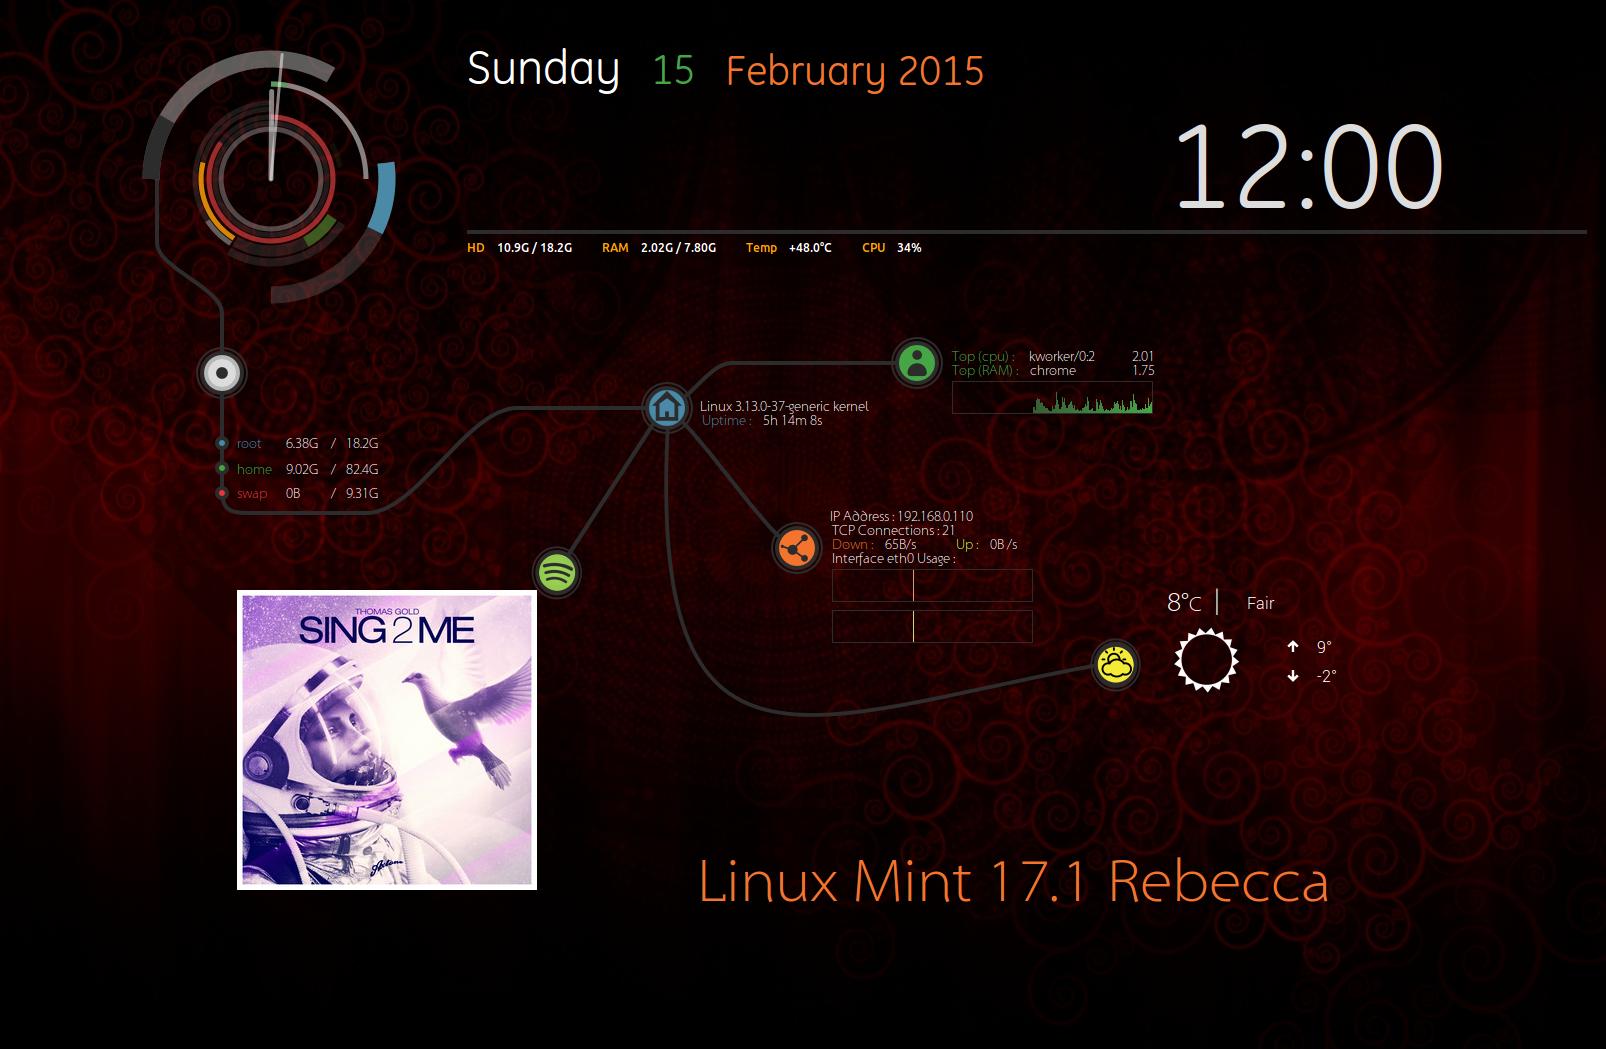 Sunday 15 February 2015
12:00
HD 10.9G / 18.2G RAM 2.02G / 7.80G Temp +48.0°C CPU 34%
Top (cpu) : kworker/0:2 2.01
Top (RAM) : chrome 1.75
Linux 3.13.0-37-generic kernel
Uptime : 5h 14m 8s
root 6.38G / 18.2G
home 9.02G / 82.4G
swap 0B / 9.31G
IP Address : 192.168.0.110
TCP Connections : 21
Down : 65B/s Up : 0B/s
Interface eth0 Usage :
8°C | Fair
9°
-2°
THOMAS GOLD
SING 2 ME
Axtone
Linux Mint 17.1 Rebecca